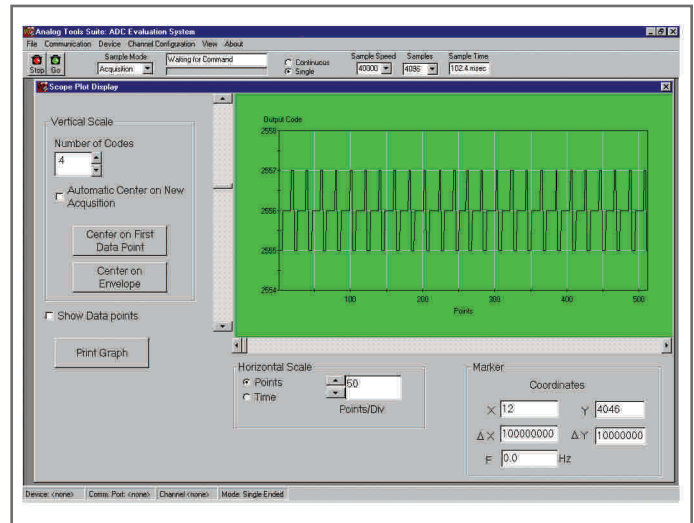 Analog Tools Suite: ADC Evaluation System
File Communication Device Channel Configuration View About
Stop Go
Sample Mode
Acquisition
Waiting for Command
Continuous
Single
Sample Speed
40000
Samples
4096
Sample Time
102.4 msec
Scope Plot Display
Vertical Scale
Number of Codes
4
Automatic Center on New
Acqusition
Center on First
Data Point
Center on
Envelope
Show Data points
Print Graph
Output Code
2558
2557
2556
2555
2554
100 200 300 400 500
Points
Horizontal Scale
Points
Time
50
Points/Div
Marker
Coordinates
X 12 Y 4046
Δ X 100000000 Δ Y 10000000
F 0.0 Hz
Device: <none> Comm. Port: <none> Channel <none> Mode: Single Ended